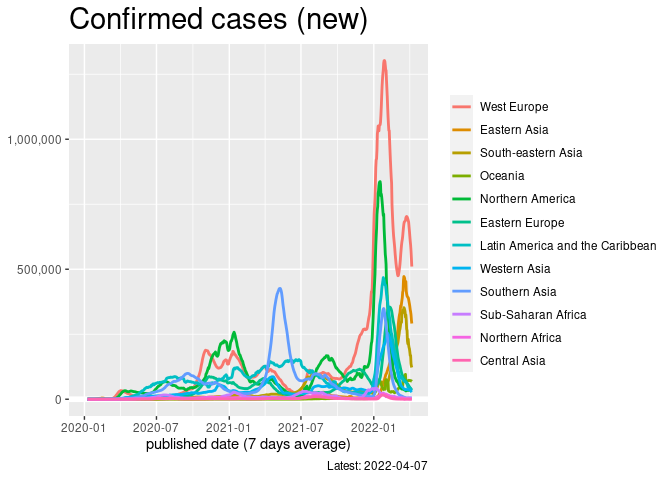 Confirmed cases (new)
1,000,000
500,000
0
2020-01 2020-07 2021-01 2021-07 2022-01
published date (7 days average)
Latest: 2022-04-07
West Europe
Eastern Asia
South-eastern Asia
Oceania
Northern America
Eastern Europe
Latin America and the Caribbean
Western Asia
Southern Asia
Sub-Saharan Africa
Northern Africa
Central Asia